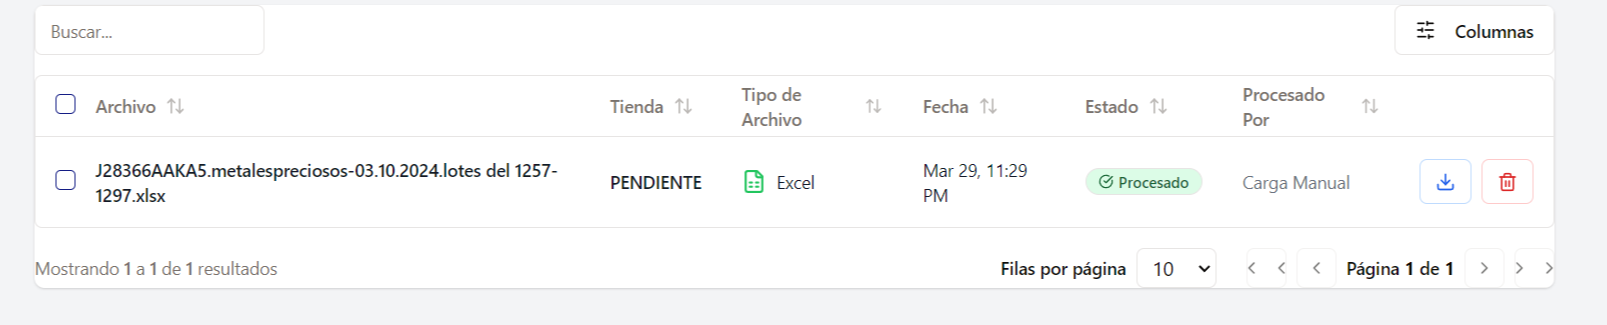 Buscar...
Columnas
Archivo
Tienda
Tipo de
Archivo
Fecha
Estado
Procesado
Por
J28366AAKA5.metalespreciosos-03.10.2024.lotes del 1257-
1297.xlsx
PENDIENTE
Excel
Mar 29, 11:29
PM
Procesado
Carga Manual
Mostrando 1 a 1 de 1 resultados
Filas por página
10
Página 1 de 1